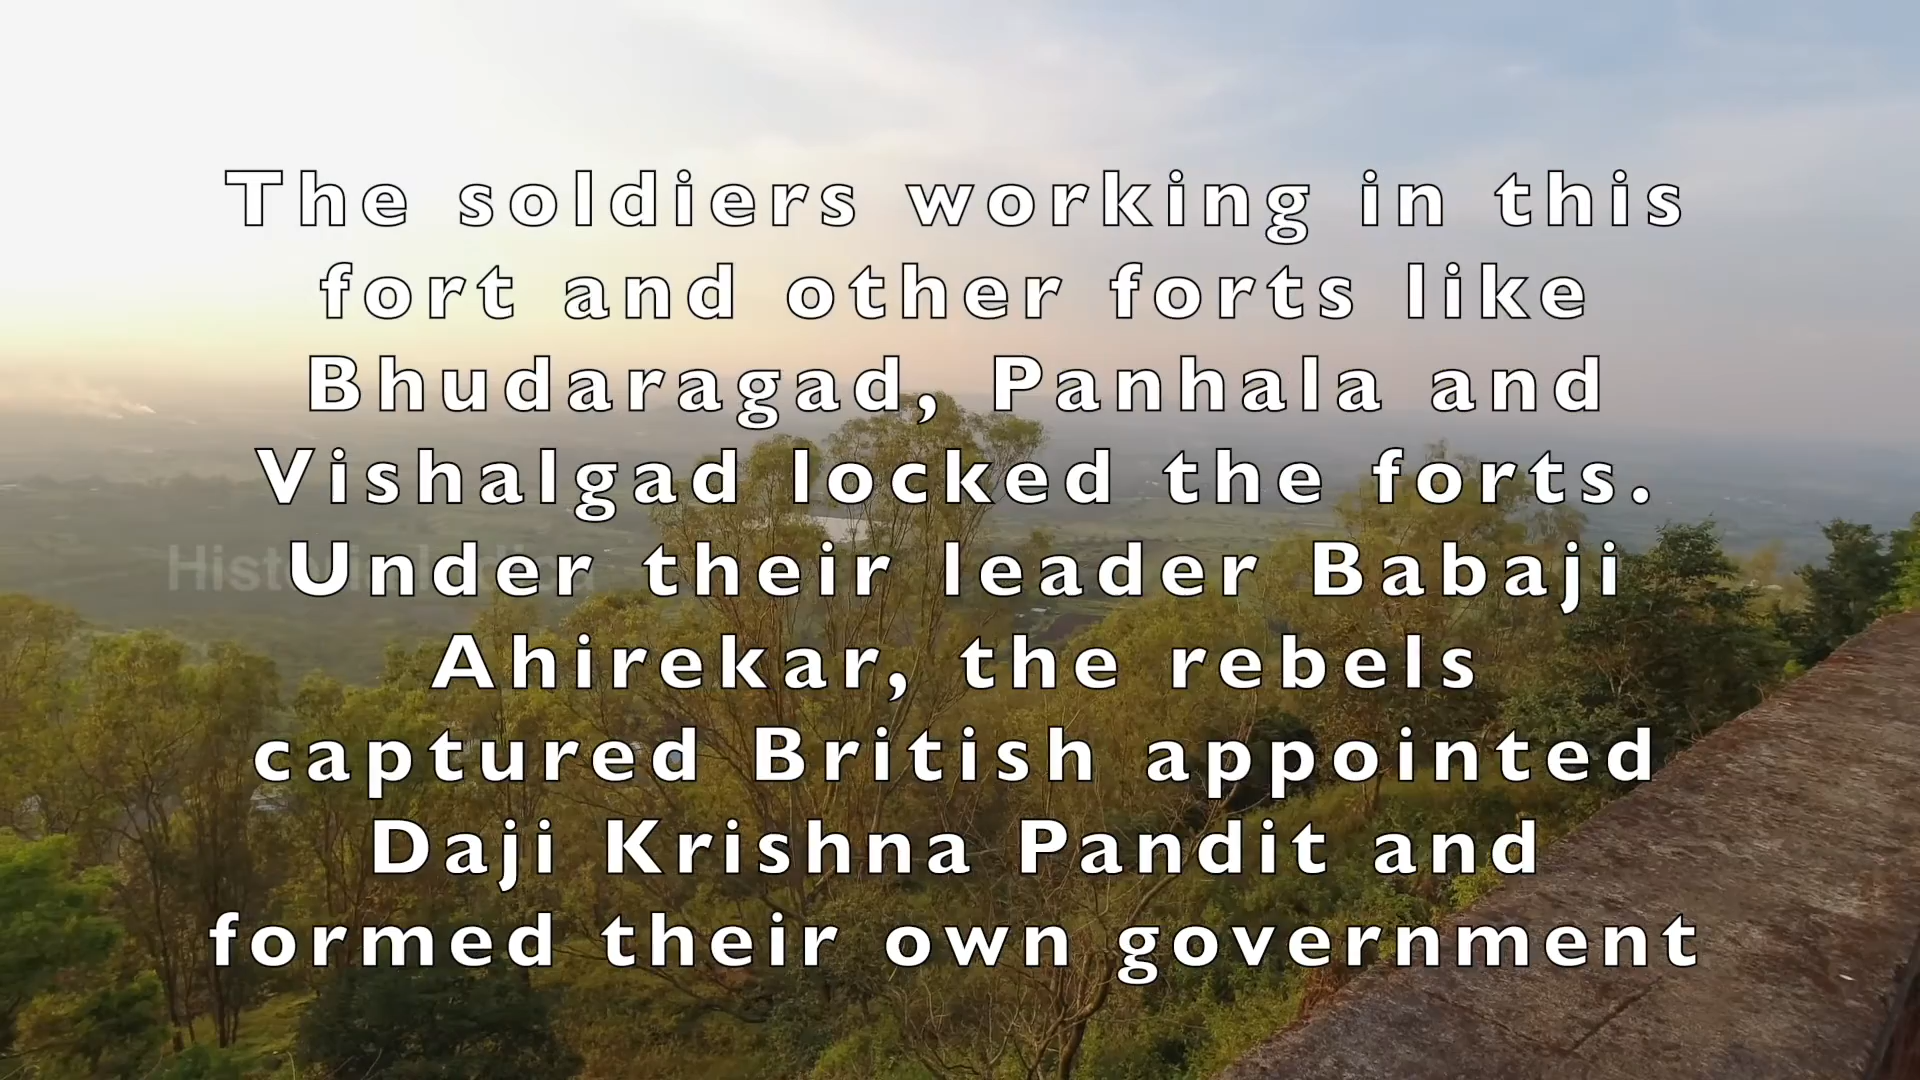 The soldiers working in this
fort and other forts like
Bhudaragad, Panhala and
Vishalgad locked the forts.
Under their leader Babaji
Ahirekar, the rebels
captured British appointed
Daji Krishna Pandit and
formed their own government